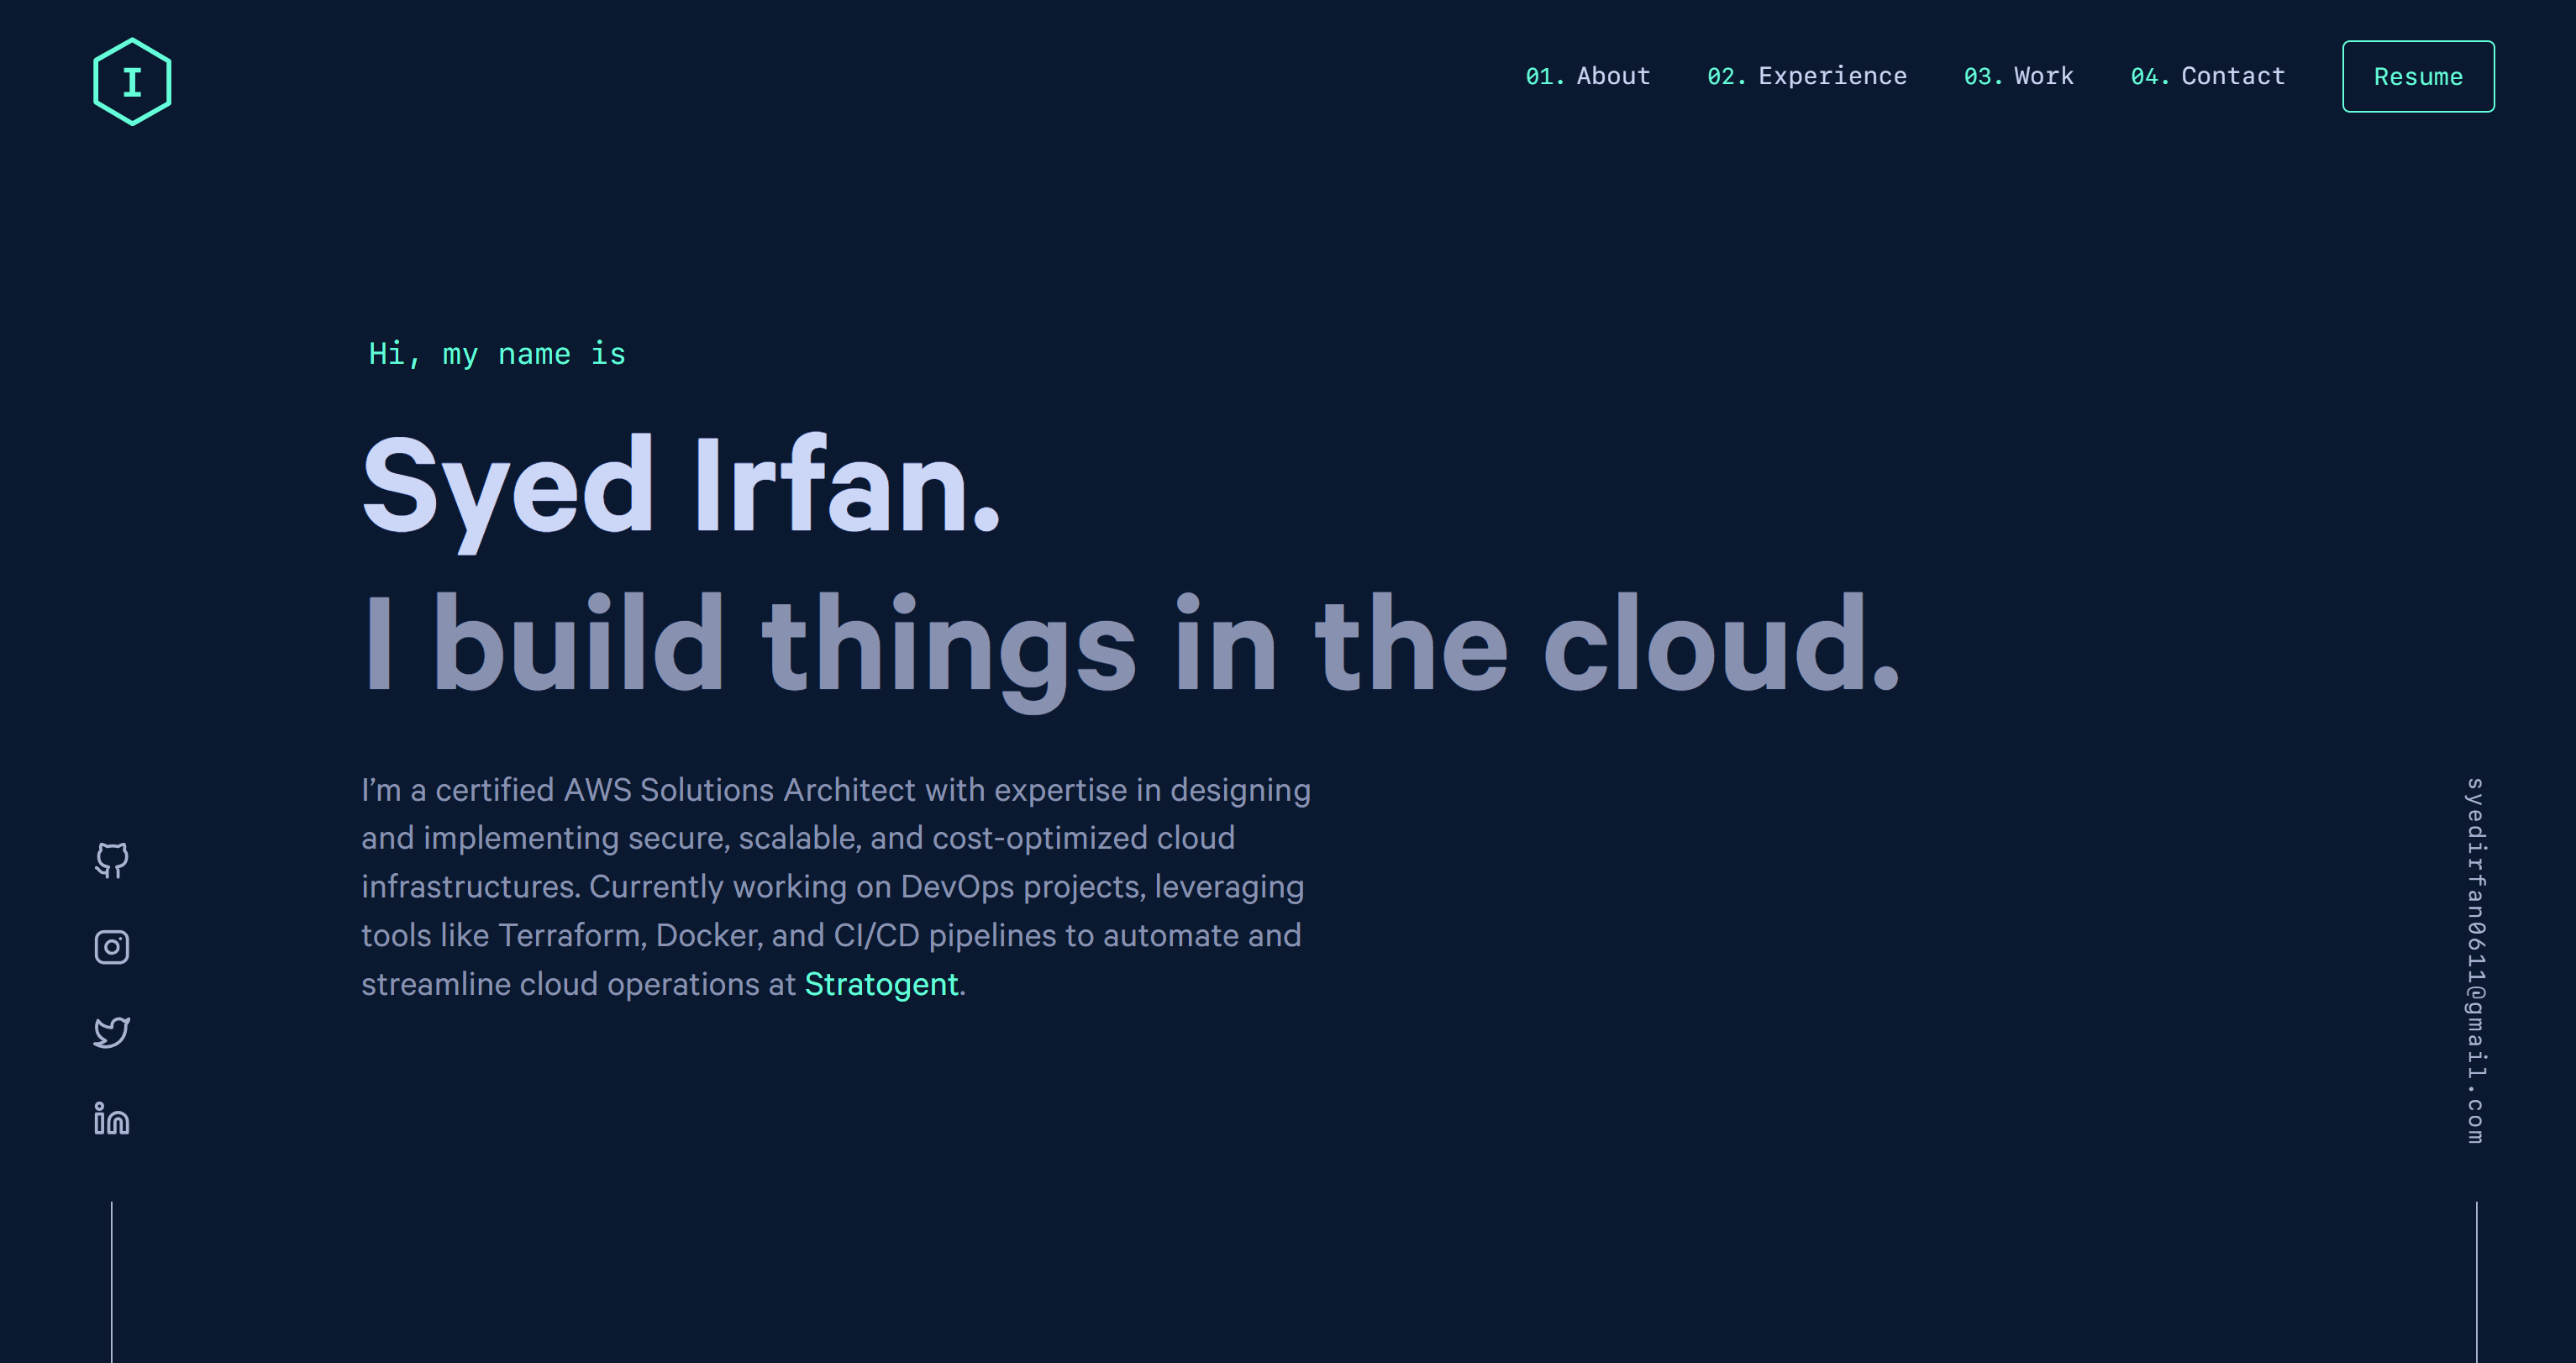 I
01. About 02. Experience 03. Work 04. Contact Resume
Hi, my name is
Syed Irfan.
I build things in the cloud.
I’m a certified AWS Solutions Architect with expertise in designing
and implementing secure, scalable, and cost-optimized cloud
infrastructures. Currently working on DevOps projects, leveraging
tools like Terraform, Docker, and CI/CD pipelines to automate and
streamline cloud operations at Stratogent.
in
syedirfan0611@gmail.com